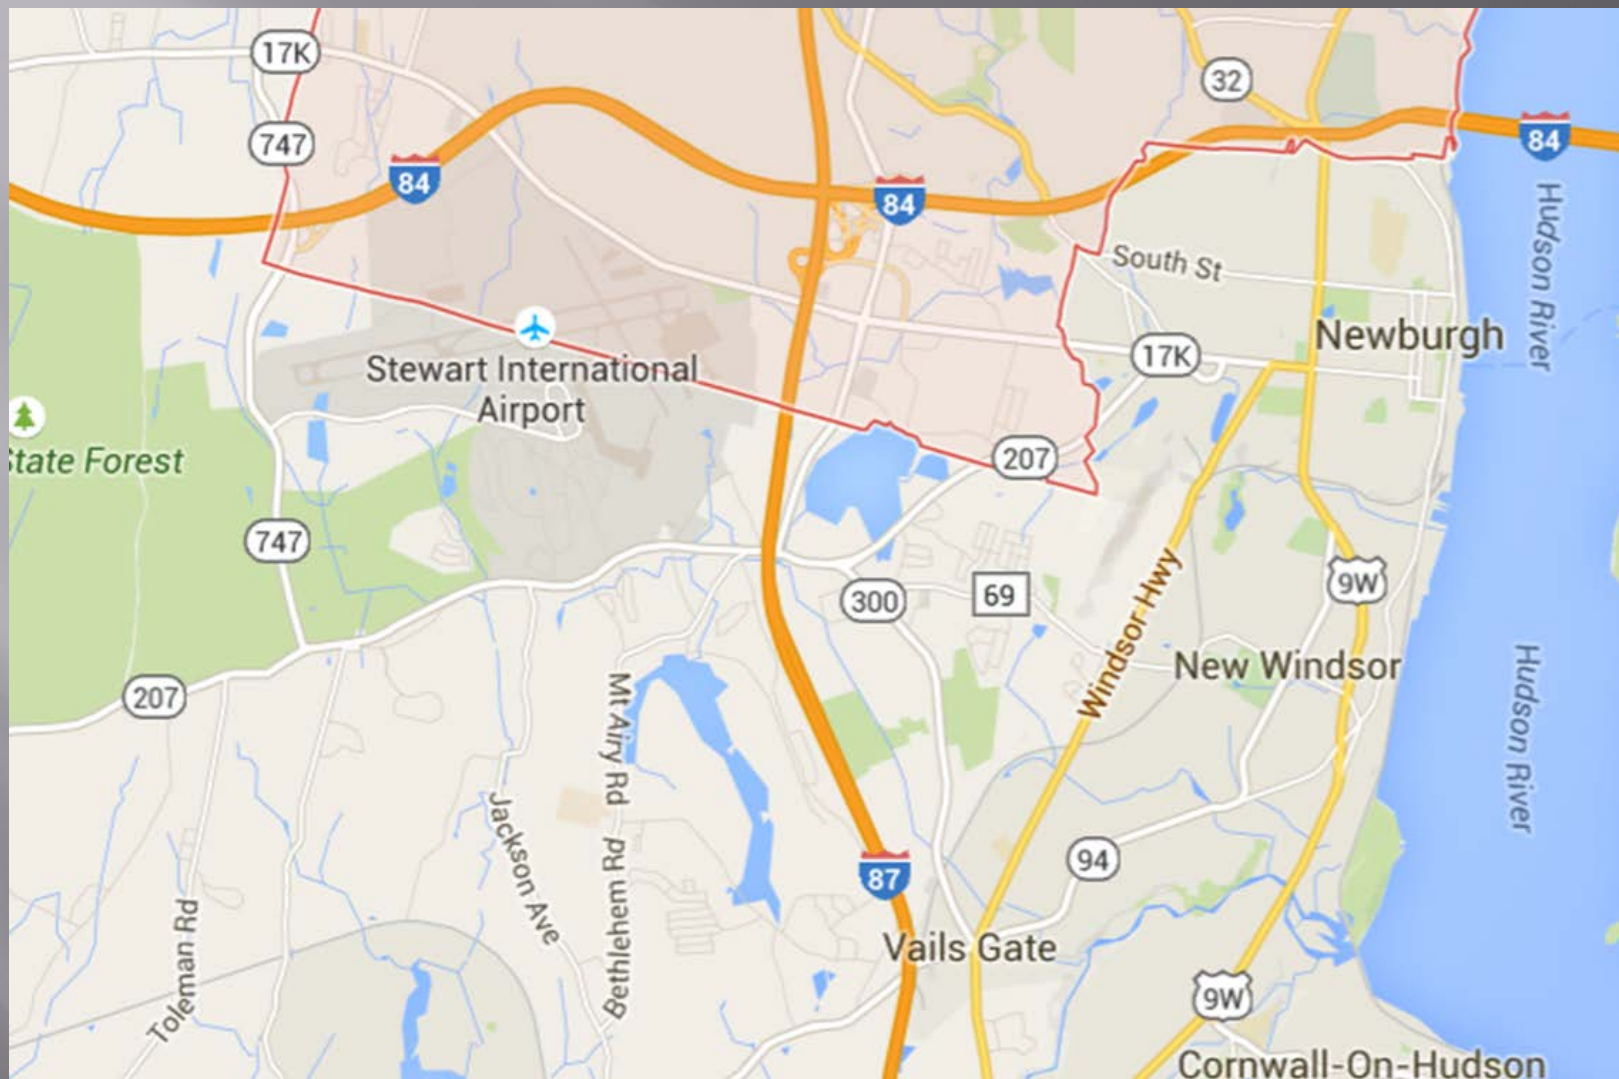 17K
32
84
747
84
84
Hudson River
South St
Newburgh
17K
Stewart International
Airport
207
State Forest
747
9W
300
69
Windsor Hwy
New Windsor
207
Mt Airy Rd
Hudson River
Jackson Ave
94
87
Bethlehem Rd
Toleman Rd
Vails Gate
9W
Cornwall-On-Hudson